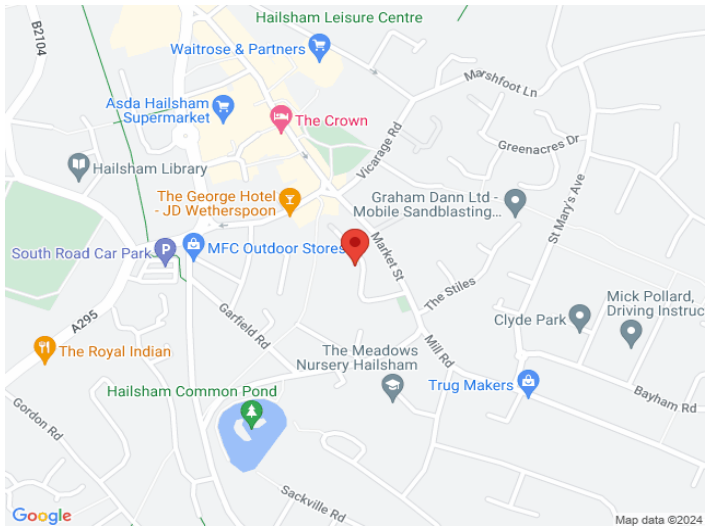 Hailsham Leisure Centre
B2104
Waitrose & Partners
Marshfoot Ln
Asda Hailsham
Supermarket
The Crown
Vicarage Rd
Greenacres Dr
Hailsham Library
The George Hotel
- JD Wetherspoon
Graham Dann Ltd -
Mobile Sandblasting...
St Mary's Ave
South Road Car Park
MFC Outdoor Stores
Market St
The Stiles
A295
Garfield Rd
Clyde Park
Mick Pollard,
Driving Instruc
The Royal Indian
The Meadows
Nursery Hailsham
Mill Rd
Hailsham Common Pond
Trug Makers
Bayham Rd
Gordon Rd
Sackville Rd
Google
Map data ©2024